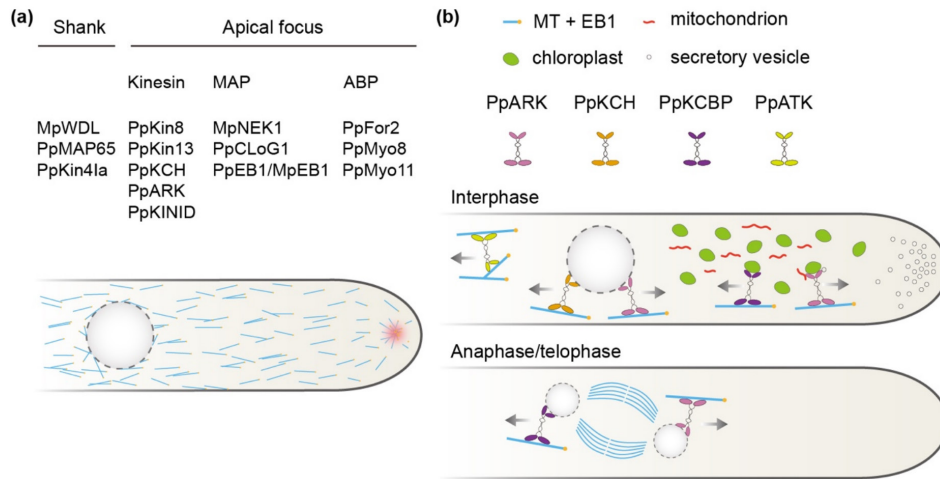 (a)
Shank Apical focus
Kinesin MAP ABP
MpWDL PpKin8 MpNEK1 PpFor2
PpMAP65 PpKin13 PpCLoG1 PpMyo8
PpKin4Ia PpKCH PpEB1/MpEB1 PpMyo11
PpARK
PpKINID
(b)
MT + EB1 mitochondrion
chloroplast secretory vesicle
PpARK PpKCH PpKCBP PpATK
Interphase
Anaphase/telophase